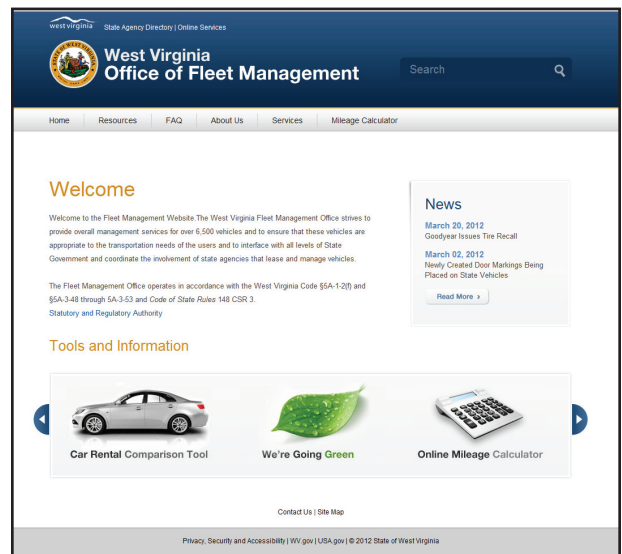 west virginia
State Agency Directory | Online Services
West Virginia
Office of Fleet Management
Search
Home
Resources
FAQ
About Us
Services
Mileage Calculator
Welcome
Welcome to the Fleet Management Website.The West Virginia Fleet Management Office strives to
provide overall management services for over 6,500 vehicles and to ensure that these vehicles are
appropriate to the transportation needs of the users and to interface with all levels of State
Government and coordinate the involvement of state agencies that lease and manage vehicles.
The Fleet Management Office operates in accordance with the West Virginia Code §5A-1-2(f) and
§5A-3-48 through 5A-3-53 and Code of State Rules 148 CSR 3.
Statutory and Regulatory Authority
News
March 20, 2012
Goodyear Issues Tire Recall
March 02, 2012
Newly Created Door Markings Being
Placed on State Vehicles
Read More ›
Tools and Information
Car Rental Comparison Tool
We're Going Green
Online Mileage Calculator
Contact Us | Site Map
Privacy, Security and Accessibility | WV.gov | USA.gov | © 2012 State of West Virginia